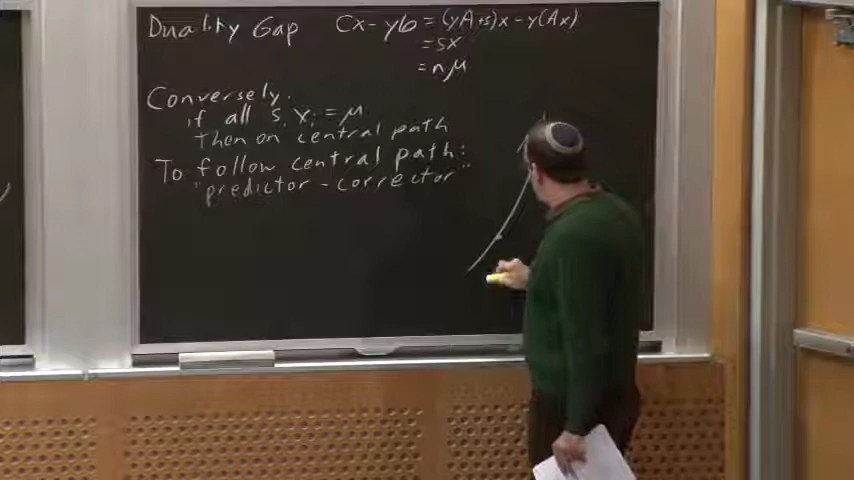 Duality Gap cx - yb = (yA + s)x - y(Ax)
= sx
= nμ
Conversely:
if all s_i x_i = μ
Then on central path
To follow central path:
"predictor - corrector"